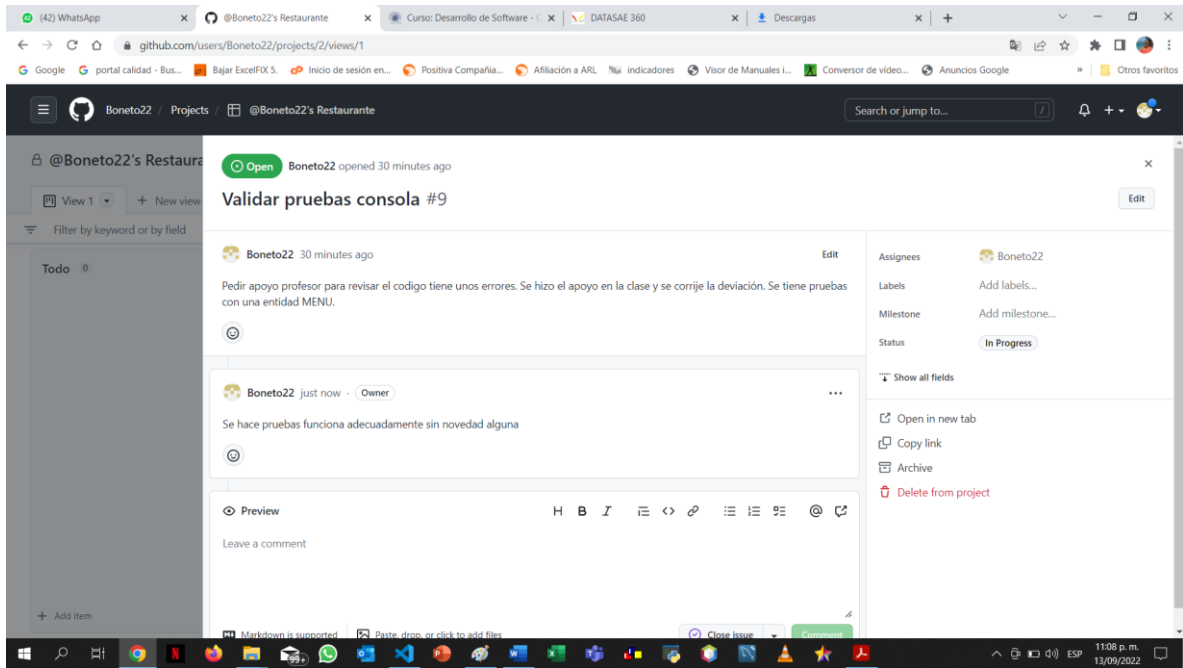 (42) WhatsApp
@Boneto22's Restaurante
Curso: Desarrollo de Software - C
DATASAE 360
Descargas
github.com/users/Boneto22/projects/2/views/1
Google
portal calidad - Bus...
Bajar ExcelFIX 5.
Inicio de sesión en...
Positiva Compañia...
Afiliación a ARL
indicadores
Visor de Manuales i...
Conversor de vídeo...
Anuncios Google
»
Otros favoritos
Boneto22 / Projects / @Boneto22's Restaurante
Search or jump to...
/
@Boneto22's Restaura
View 1
+ New view
Filter by keyword or by field
Todo 0
+ Add item
Open Boneto22 opened 30 minutes ago
Validar pruebas consola #9
Edit
Boneto22 30 minutes ago
Edit
Pedir apoyo profesor para revisar el codigo tiene unos errores. Se hizo el apoyo en la clase y se corrije la deviación. Se tiene pruebas
con una entidad MENU.
Boneto22 just now · Owner
Se hace pruebas funciona adecuadamente sin novedad alguna
Preview
H B I
Leave a comment
Markdown is supported
Paste, drop, or click to add files
Close issue
Comment
Assignees Boneto22
Labels Add labels...
Milestone Add milestone...
Status In Progress
Show all fields
Open in new tab
Copy link
Archive
Delete from project
99+
ESP
11:08 p. m.
13/09/2022